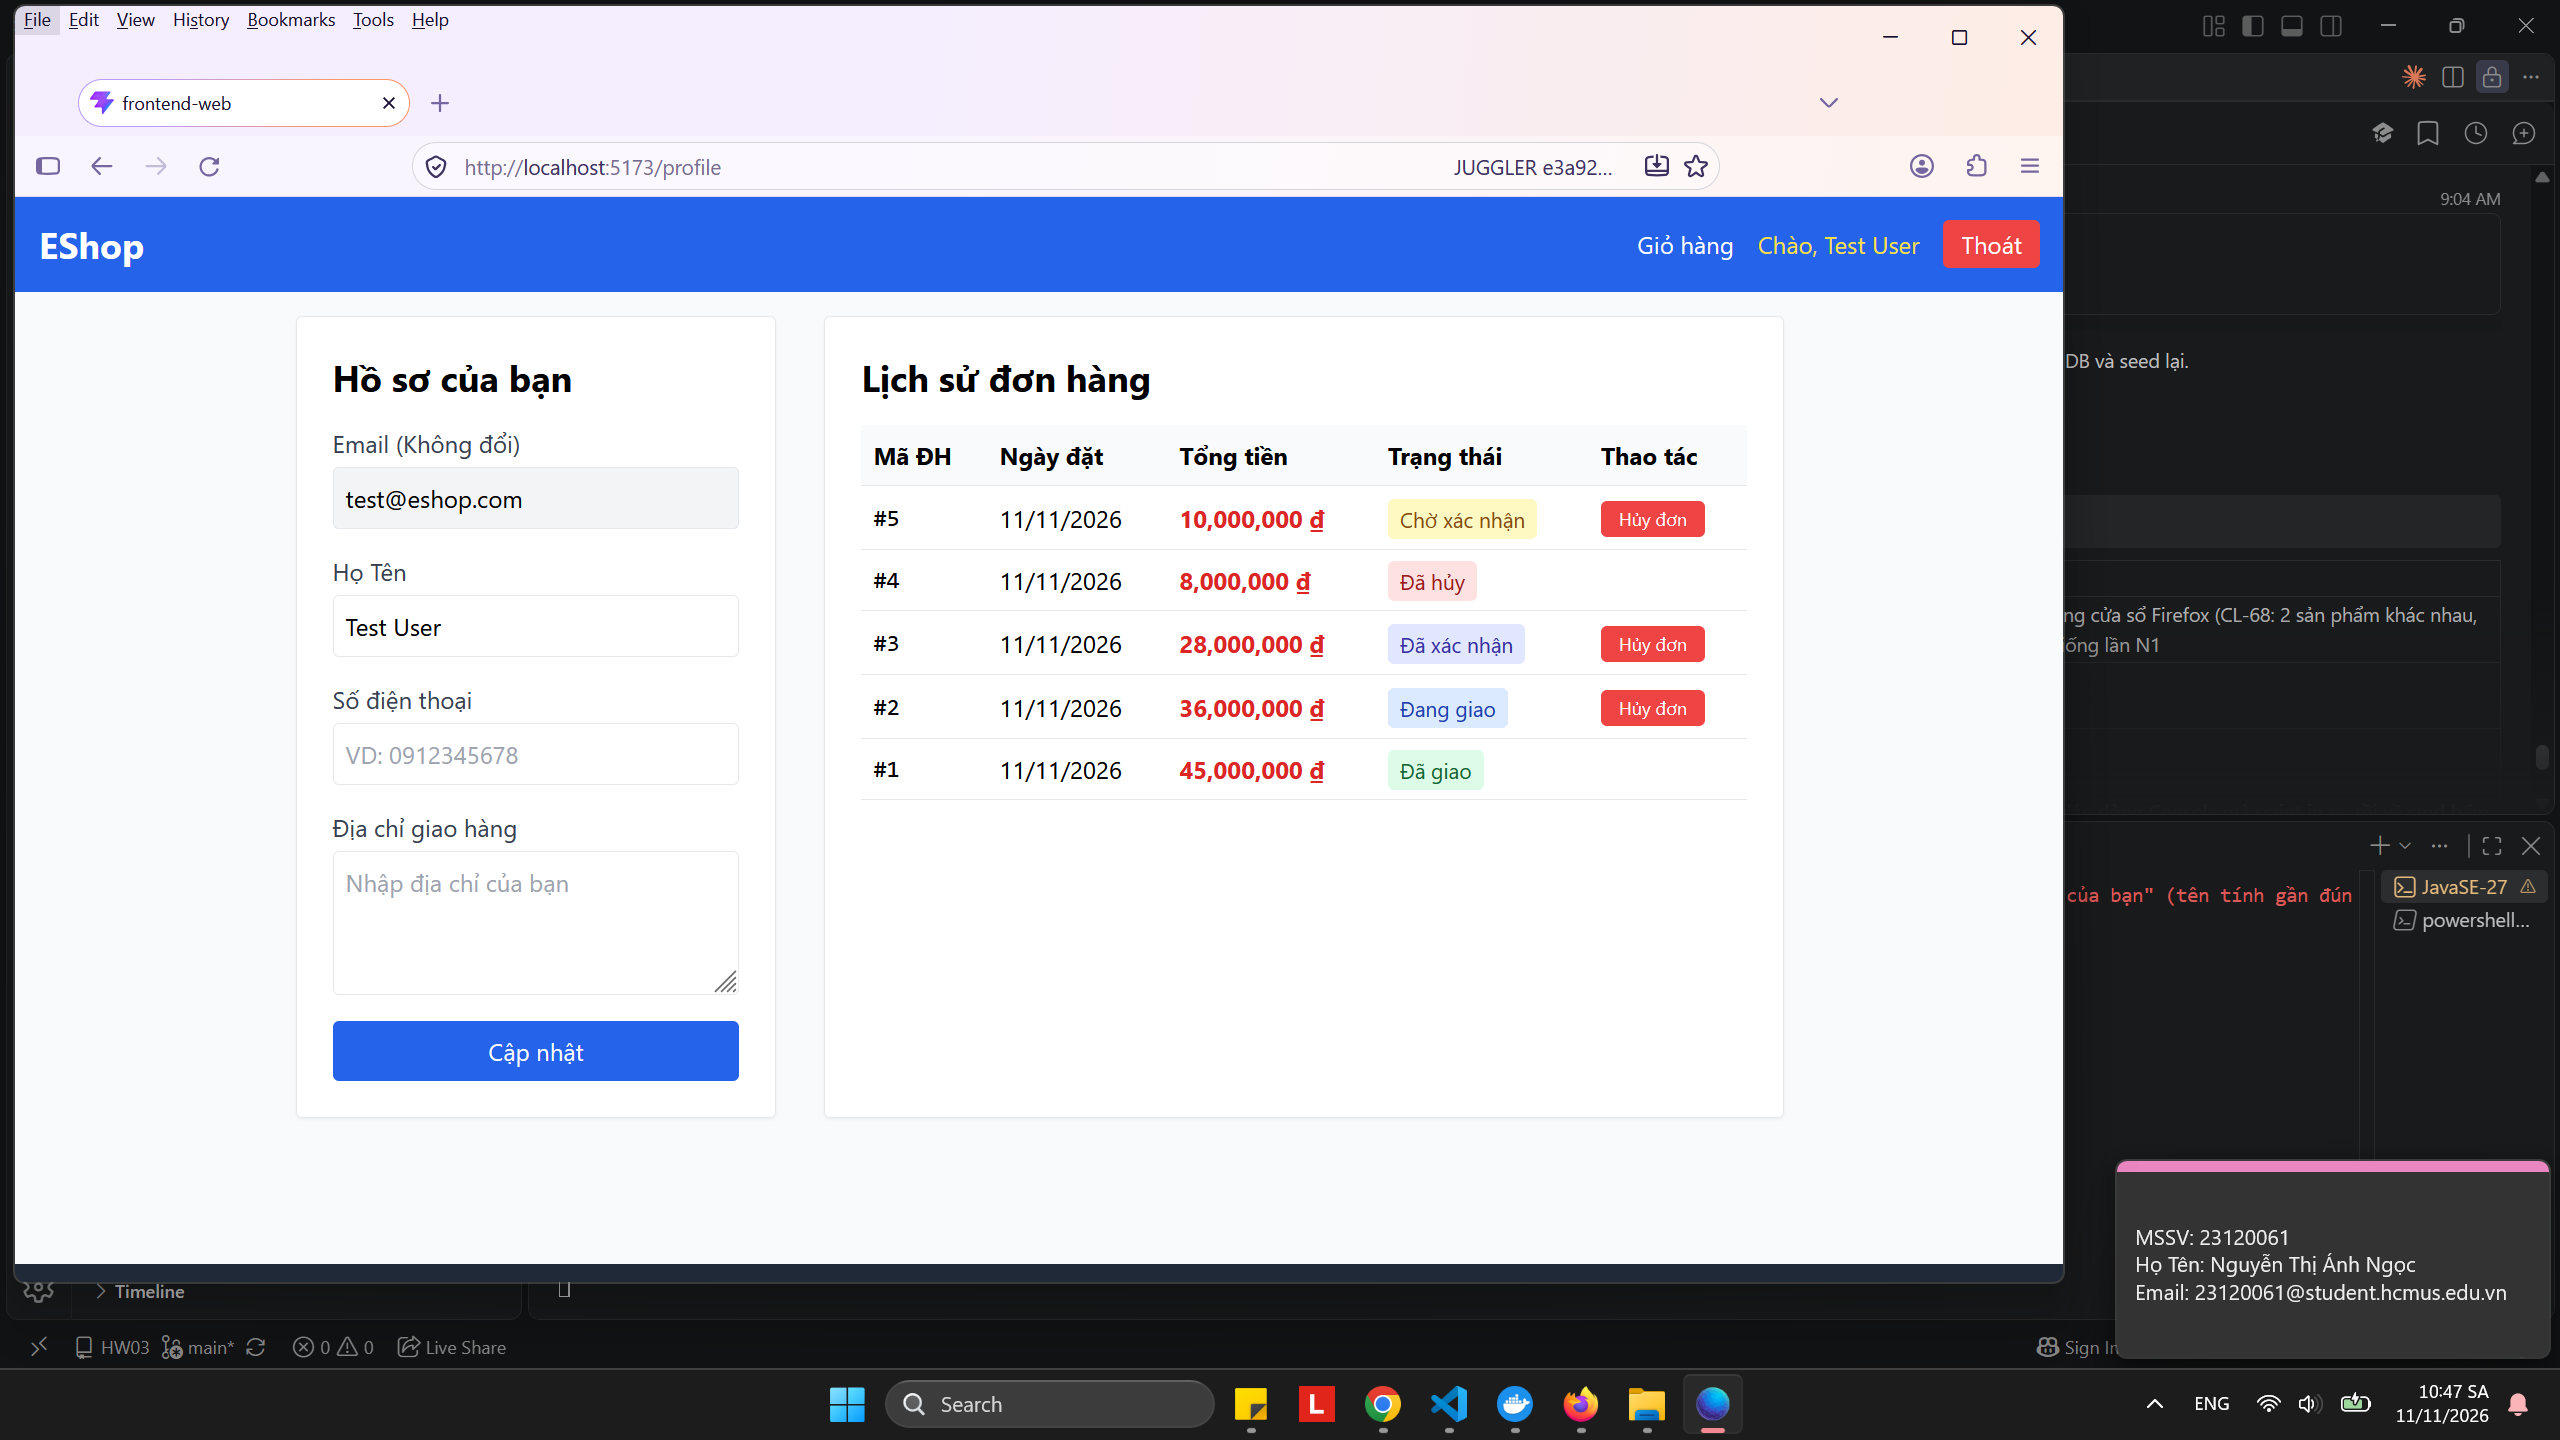 File Edit View History Bookmarks Tools Help
frontend-web
http://localhost:5173/profile JUGGLER e3a92...
EShop Giỏ hàng Chào, Test User Thoát
Hồ sơ của bạn
Email (Không đổi)
test@eshop.com
Họ Tên
Test User
Số điện thoại
VD: 0912345678
Địa chỉ giao hàng
Nhập địa chỉ của bạn
Cập nhật
Lịch sử đơn hàng
Mã ĐH Ngày đặt Tổng tiền Trạng thái Thao tác
#5 11/11/2026 10,000,000 ₫ Chờ xác nhận Hủy đơn
#4 11/11/2026 8,000,000 ₫ Đã hủy
#3 11/11/2026 28,000,000 ₫ Đã xác nhận Hủy đơn
#2 11/11/2026 36,000,000 ₫ Đang giao Hủy đơn
#1 11/11/2026 45,000,000 ₫ Đã giao
9:04 AM
DB và seed lại.
ng cửa sổ Firefox (CL-68: 2 sản phẩm khác nhau,
iống lần N1
của bạn" (tên tính gần đún
JavaSE-27
powershell...
MSSV: 23120061
Họ Tên: Nguyễn Thị Ánh Ngọc
Email: 23120061@student.hcmus.edu.vn
Timeline
HW03 main* 0 0 Live Share Sign In
Search
L
ENG
10:47 SA
11/11/2026